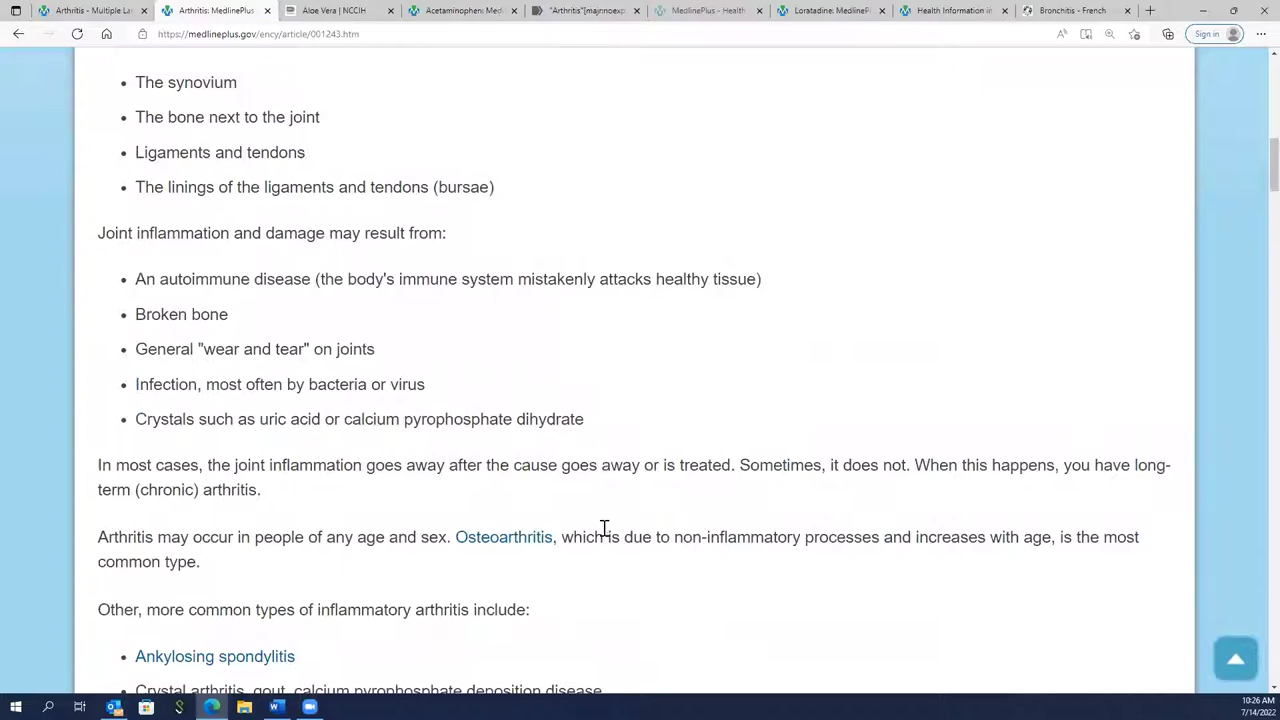 Arthritis - Multiple La
Arthritis: MedlinePlus
Aloe Vera | NCCIH
Acetaminophen: Med
"Arthritis"[majr:noexp
MedlinePlus - Health
Loratadine: MedlineP
Health Information in
Bronchitis - French
https://medlineplus.gov/ency/article/001243.htm
Sign in
• The synovium
• The bone next to the joint
• Ligaments and tendons
• The linings of the ligaments and tendons (bursae)
Joint inflammation and damage may result from:
• An autoimmune disease (the body's immune system mistakenly attacks healthy tissue)
• Broken bone
• General "wear and tear" on joints
• Infection, most often by bacteria or virus
• Crystals such as uric acid or calcium pyrophosphate dihydrate
In most cases, the joint inflammation goes away after the cause goes away or is treated. Sometimes, it does not. When this happens, you have long-
term (chronic) arthritis.
Arthritis may occur in people of any age and sex. Osteoarthritis, which is due to non-inflammatory processes and increases with age, is the most
common type.
Other, more common types of inflammatory arthritis include:
• Ankylosing spondylitis
• Crystal arthritis, gout, calcium pyrophosphate deposition disease
10:26 AM
7/14/2022